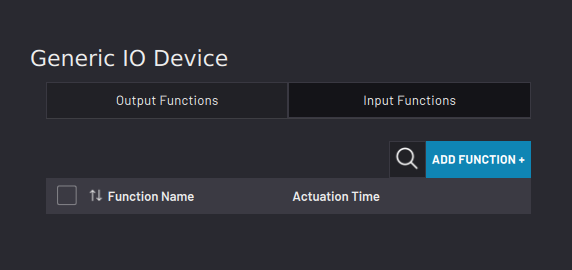 Generic IO Device
Output Functions Input Functions
ADD FUNCTION +
Function Name Actuation Time